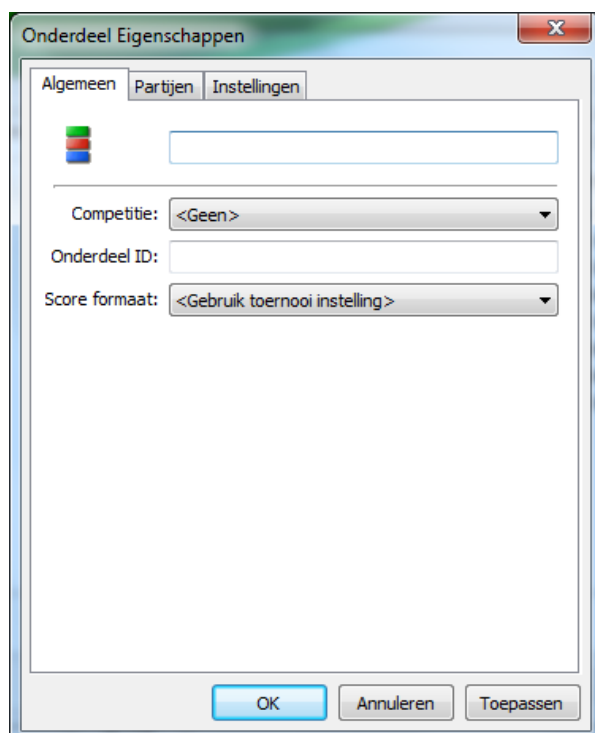 Onderdeel Eigenschappen
Algemeen Partijen Instellingen
Competitie: <Geen>
Onderdeel ID:
Score formaat: <Gebruik toernooi instelling>
OK Annuleren Toepassen